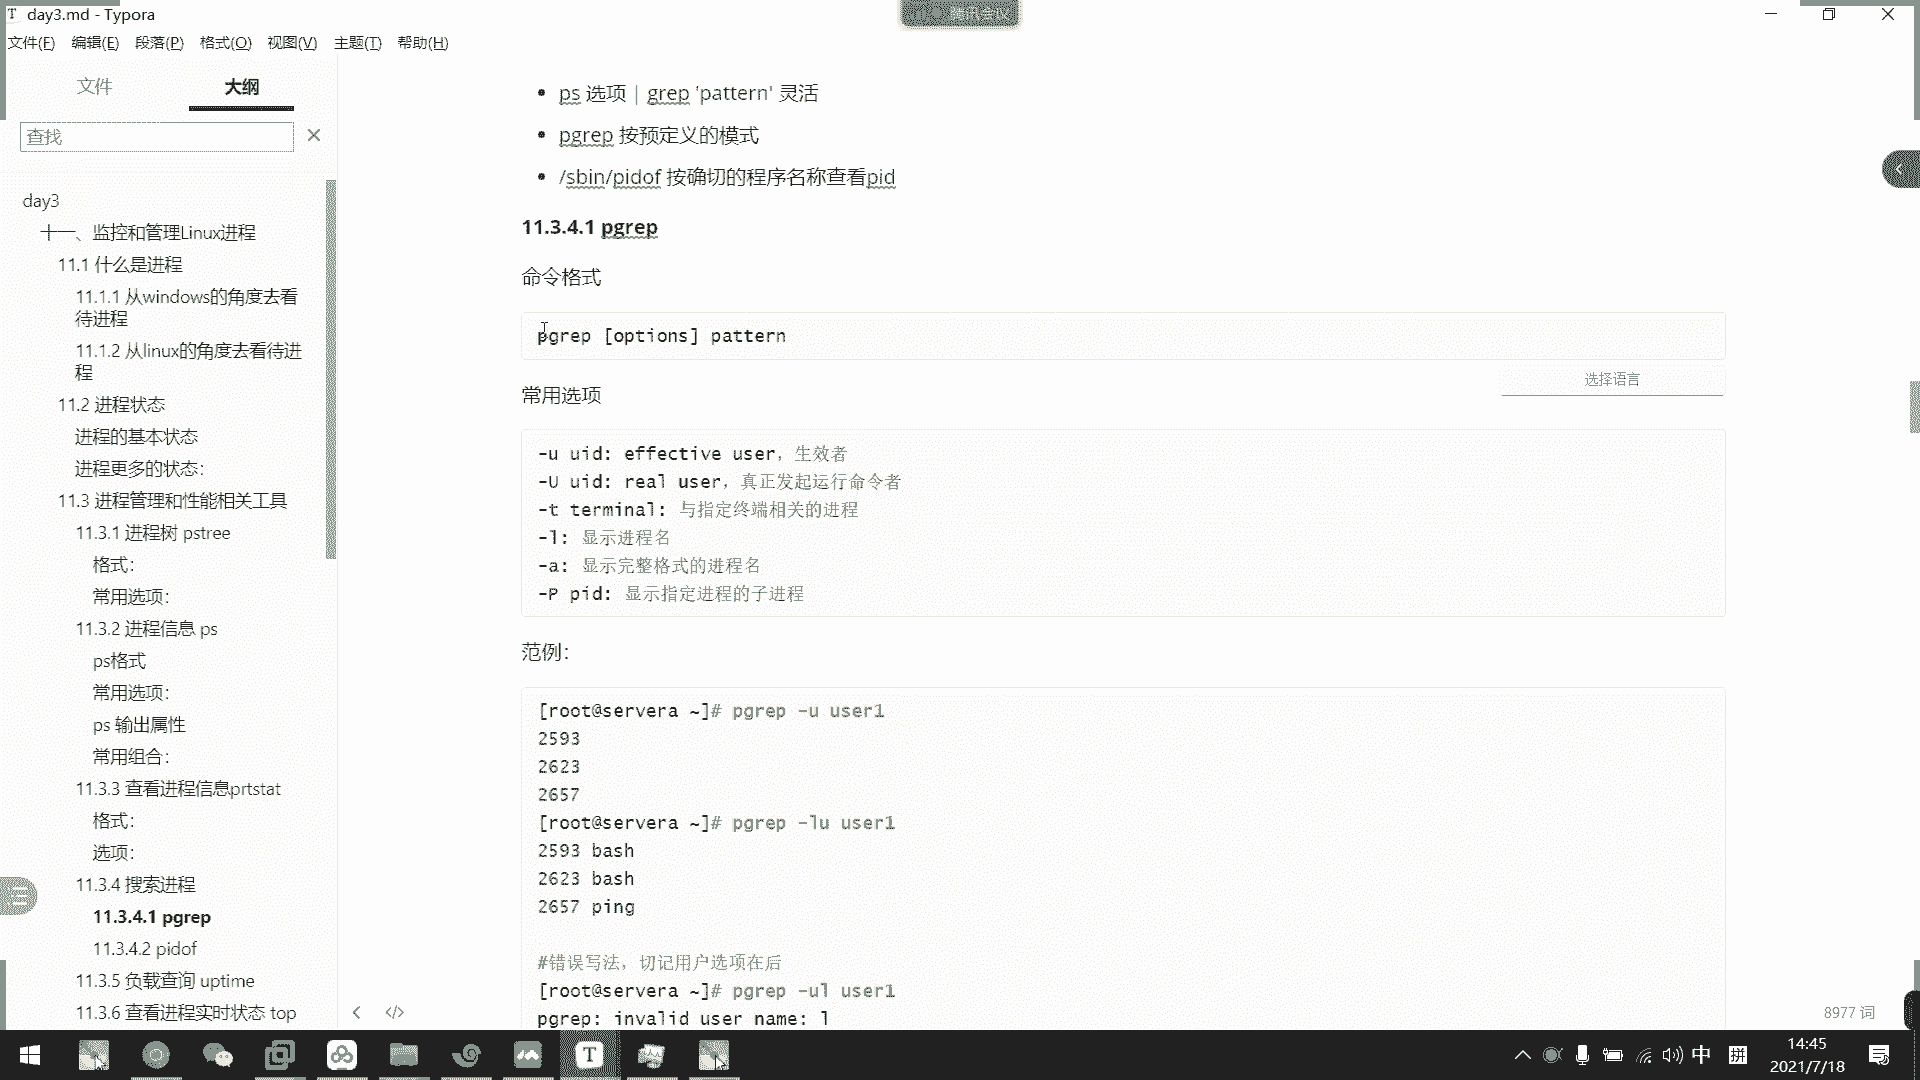 day3.md - Typora
腾讯会议
文件(F) 编辑(E) 段落(P) 格式(O) 视图(V) 主题(T) 帮助(H)
文件 大纲
查找
day3
十一、监控和管理Linux进程
11.1 什么是进程
11.1.1 从windows的角度去看
待进程
11.1.2 从linux的角度去看待进
程
11.2 进程状态
进程的基本状态
进程更多的状态：
11.3 进程管理和性能相关工具
11.3.1 进程树 pstree
格式：
常用选项：
11.3.2 进程信息 ps
ps格式
常用选项：
ps 输出属性
常用组合：
11.3.3 查看进程信息prtstat
格式：
选项：
11.3.4 搜索进程
11.3.4.1 pgrep
11.3.4.2 pidof
11.3.5 负载查询 uptime
11.3.6 查看进程实时状态 top
ps 选项 | grep 'pattern' 灵活
pgrep 按预定义的模式
/sbin/pidof 按确切的程序名称查看pid
11.3.4.1 pgrep
命令格式
pgrep [options] pattern
选择语言
常用选项
-u uid: effective user，生效者
-U uid: real user，真正发起运行命令者
-t terminal: 与指定终端相关的进程
-l: 显示进程名
-a: 显示完整格式的进程名
-P pid: 显示指定进程的子进程
范例：
[root@servera ~]# pgrep -u user1
2593
2623
2657
[root@servera ~]# pgrep -lu user1
2593 bash
2623 bash
2657 ping
#错误写法，切记用户选项在后
[root@servera ~]# pgrep -ul user1
pgrep: invalid user name: l
8977 词
中 拼
14:45
2021/7/18